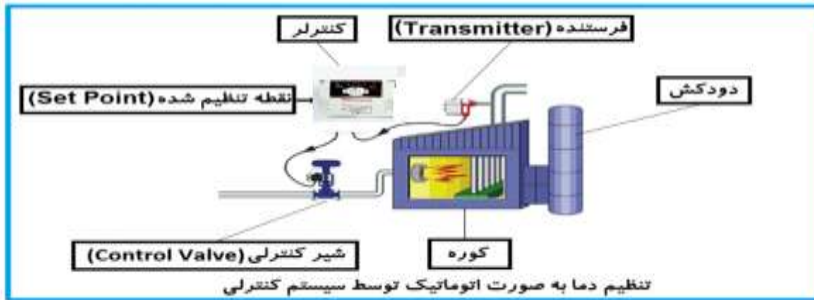 کنترلر
فرستنده (Transmitter)
نقطه تنظیم شده (Set Point)
دودکش
شیر کنترلی (Control Valve)
کوره
تنظیم دما به صورت اتوماتیک توسط سیستم کنترلی